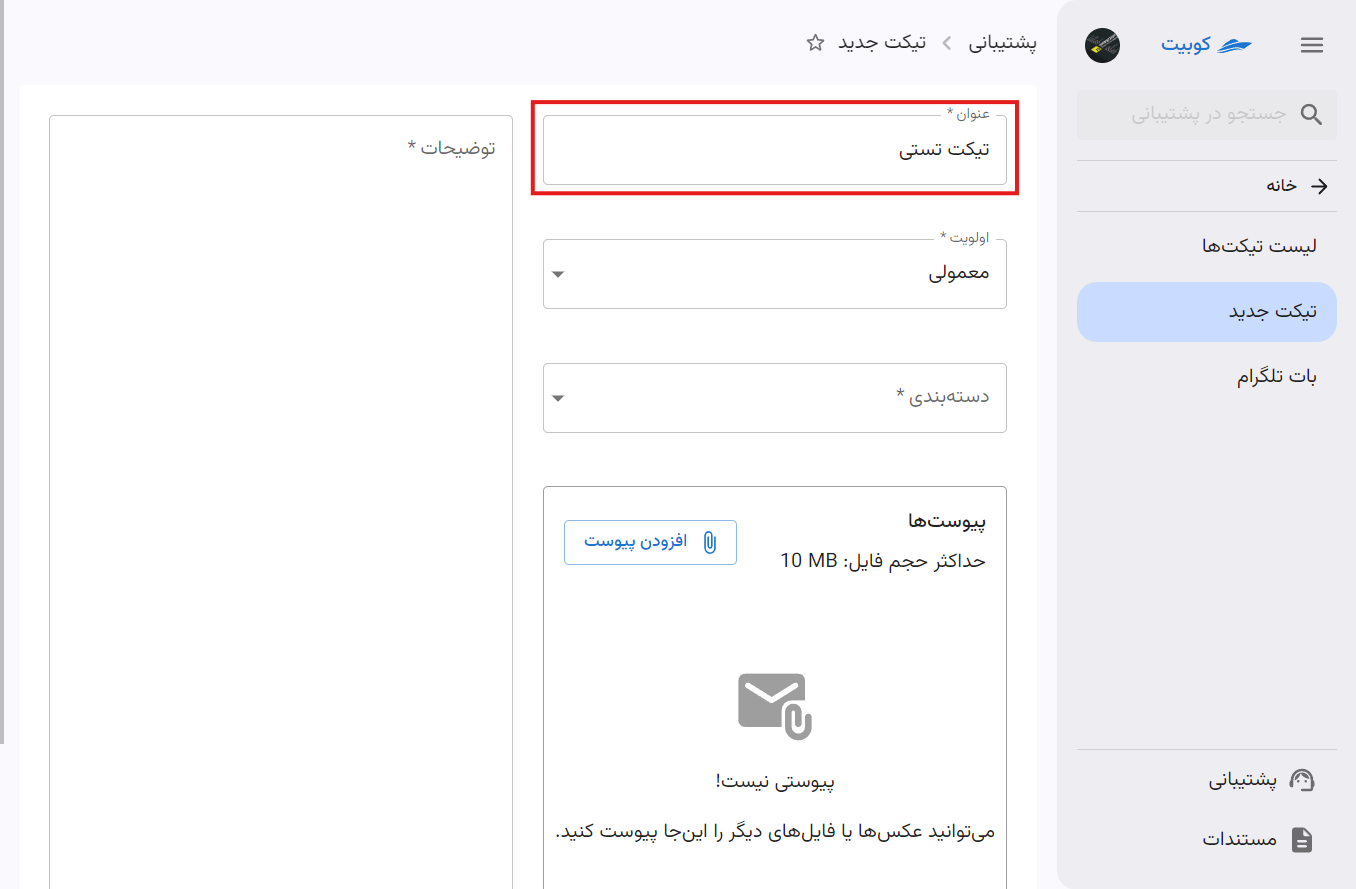 کوبیت
جستجو در پشتیبانی
خانه
لیست تیکت‌ها
تیکت جدید
بات تلگرام
پشتیبانی
مستندات
پشتیبانی
تیکت جدید
عنوان *
تیکت تستی
اولویت *
معمولی
دسته‌بندی *
پیوست‌ها
حداکثر حجم فایل: 10 MB
افزودن پیوست
پیوستی نیست!
می‌توانید عکس‌ها یا فایل‌های دیگر را این‌جا پیوست کنید.
توضیحات *